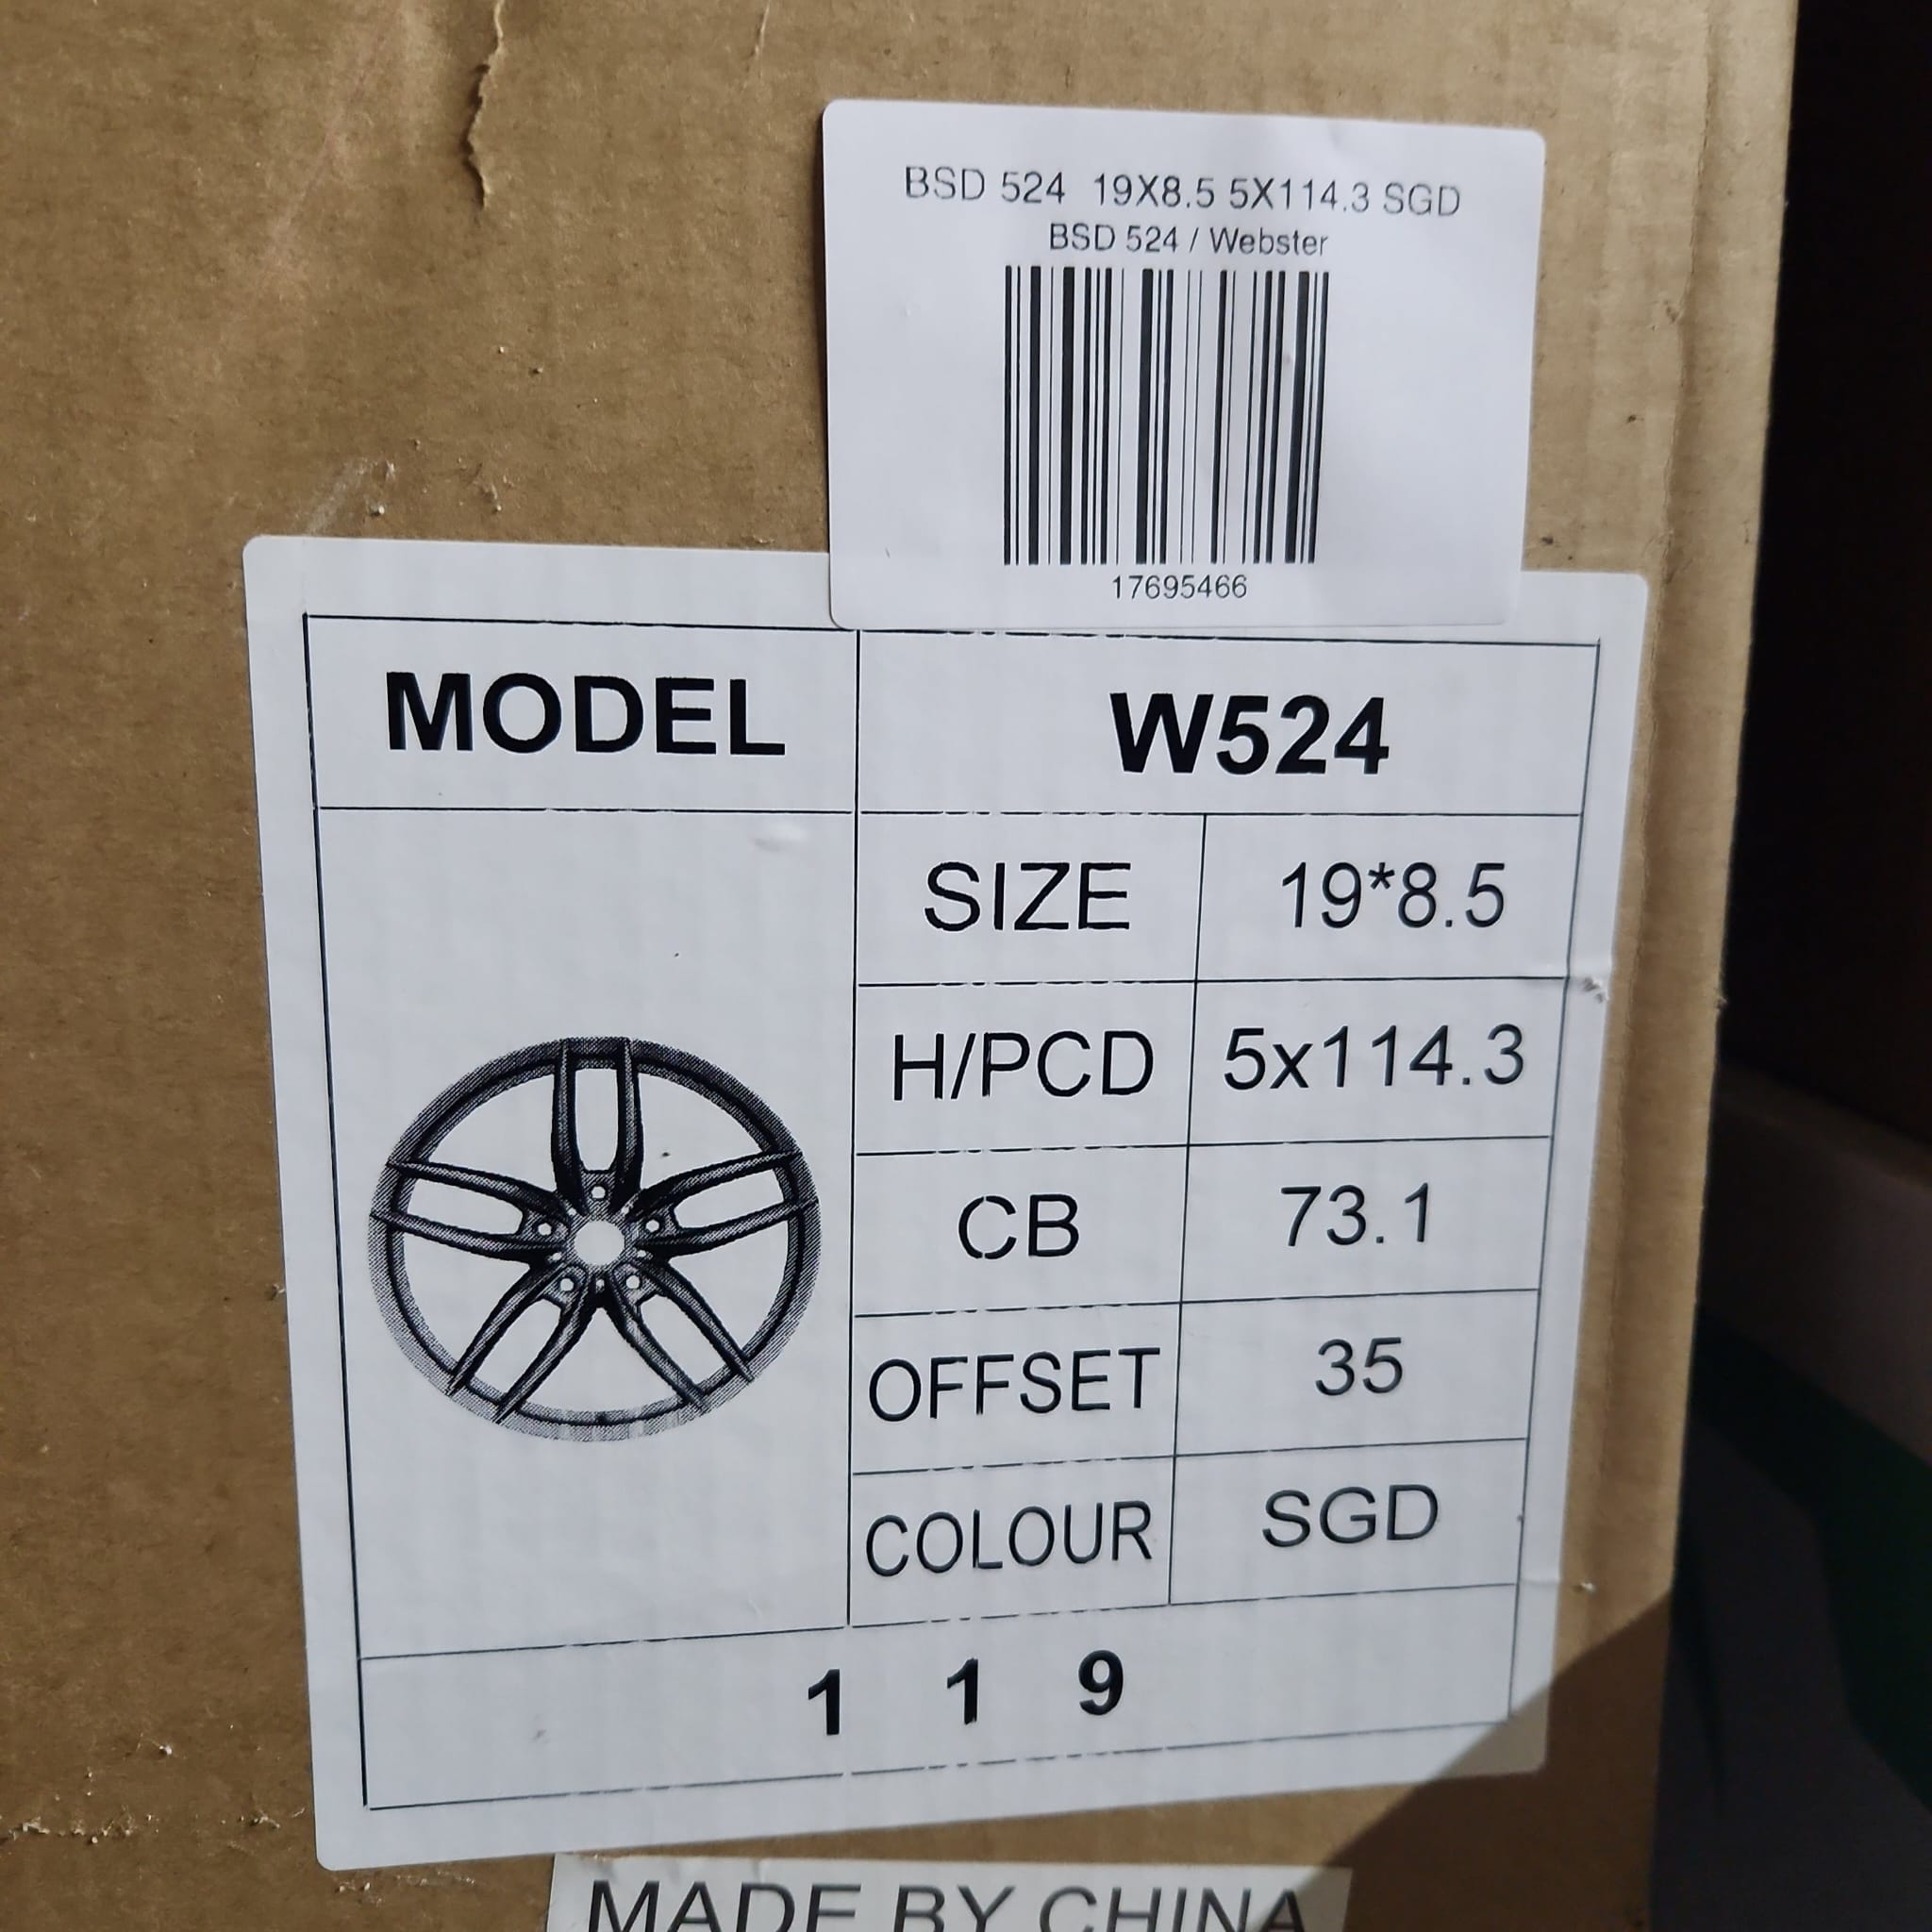 BSD 524 19X8.5 5X114.3 SGD
BSD 524 / Webster
17695466
MODEL W524
SIZE 19*8.5
H/PCD 5x114.3
CB 73.1
OFFSET 35
COLOUR SGD
1 1 9
MADE BY CHINA